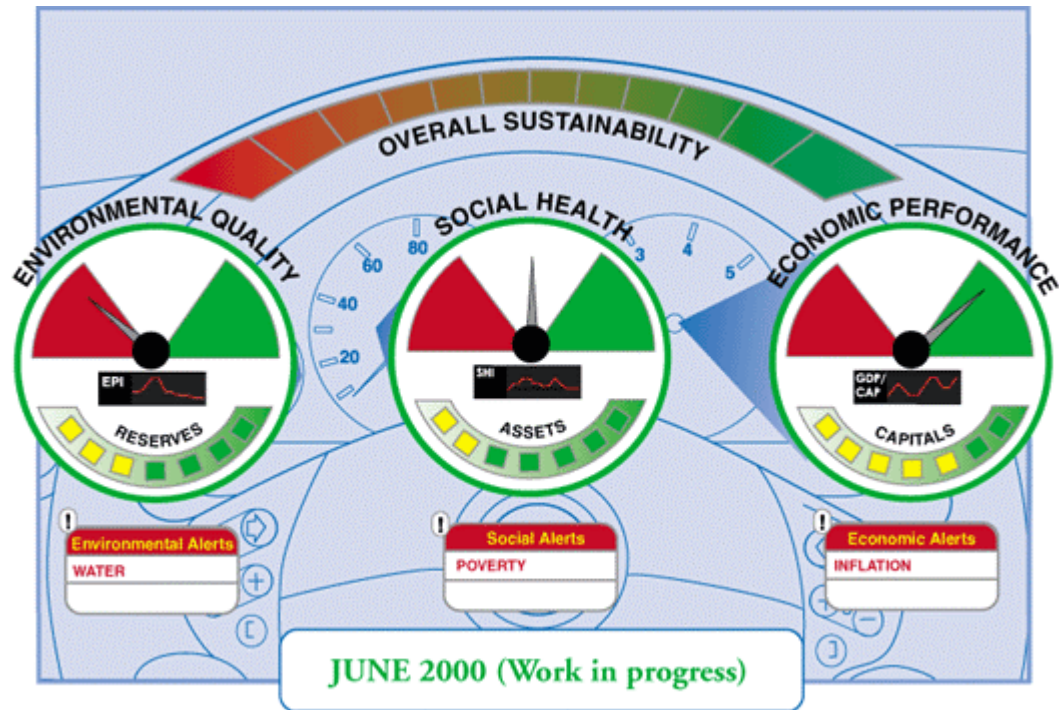 OVERALL SUSTAINABILITY
ENVIRONMENTAL QUALITY
SOCIAL HEALTH
ECONOMIC PERFORMANCE
20
40
60
80
3
4
5
EPI
RESERVES
SHI
ASSETS
GDP/
CAP
CAPITALS
!
Environmental Alerts
WATER
!
Social Alerts
POVERTY
!
Economic Alerts
INFLATION
JUNE 2000 (Work in progress)